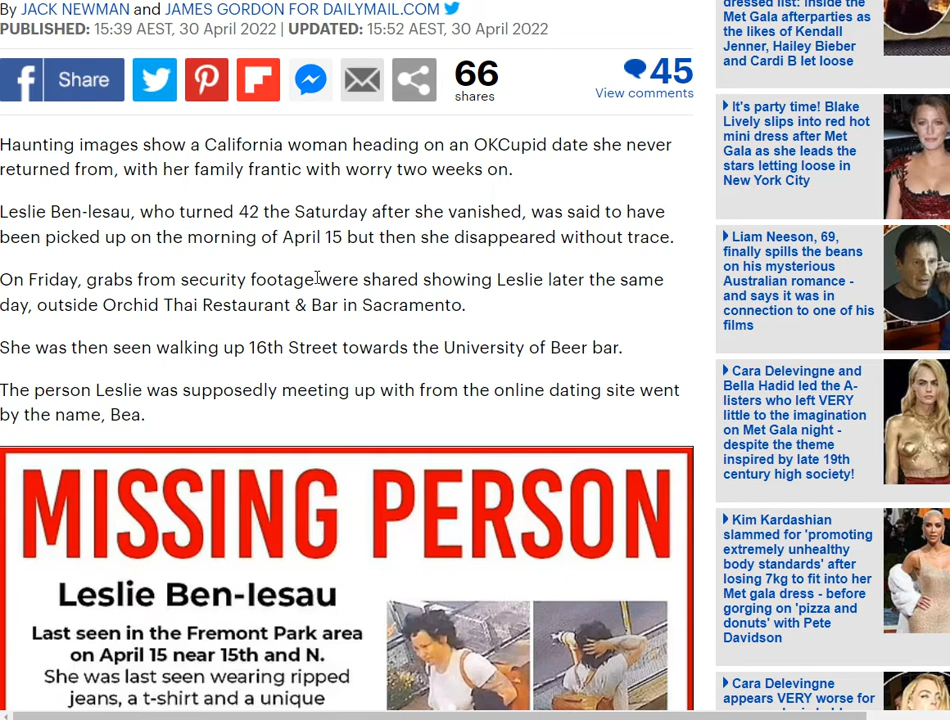 By JACK NEWMAN and JAMES GORDON FOR DAILYMAIL.COM
PUBLISHED: 15:39 AEST, 30 April 2022 | UPDATED: 15:52 AEST, 30 April 2022
Share
66
shares
45
View comments
Haunting images show a California woman heading on an OKCupid date she never
returned from, with her family frantic with worry two weeks on.
Leslie Ben-lesau, who turned 42 the Saturday after she vanished, was said to have
been picked up on the morning of April 15 but then she disappeared without trace.
On Friday, grabs from security footage were shared showing Leslie later the same
day, outside Orchid Thai Restaurant & Bar in Sacramento.
She was then seen walking up 16th Street towards the University of Beer bar.
The person Leslie was supposedly meeting up with from the online dating site went
by the name, Bea.
MISSING PERSON
Leslie Ben-lesau
Last seen in the Fremont Park area
on April 15 near 15th and N.
She was last seen wearing ripped
jeans, a t-shirt and a unique
dressed list: Inside the
Met Gala afterparties as
the likes of Kendall
Jenner, Hailey Bieber
and Cardi B let loose
It's party time! Blake
Lively slips into red hot
mini dress after Met
Gala as she leads the
stars letting loose in
New York City
Liam Neeson, 69,
finally spills the beans
on his mysterious
Australian romance -
and says it was in
connection to one of his
films
Cara Delevingne and
Bella Hadid led the A-
listers who left VERY
little to the imagination
on Met Gala night -
despite the theme
inspired by late 19th
century high society!
Kim Kardashian
slammed for 'promoting
extremely unhealthy
body standards' after
losing 7kg to fit into her
Met gala dress - before
gorging on 'pizza and
donuts' with Pete
Davidson
Cara Delevingne
appears VERY worse for